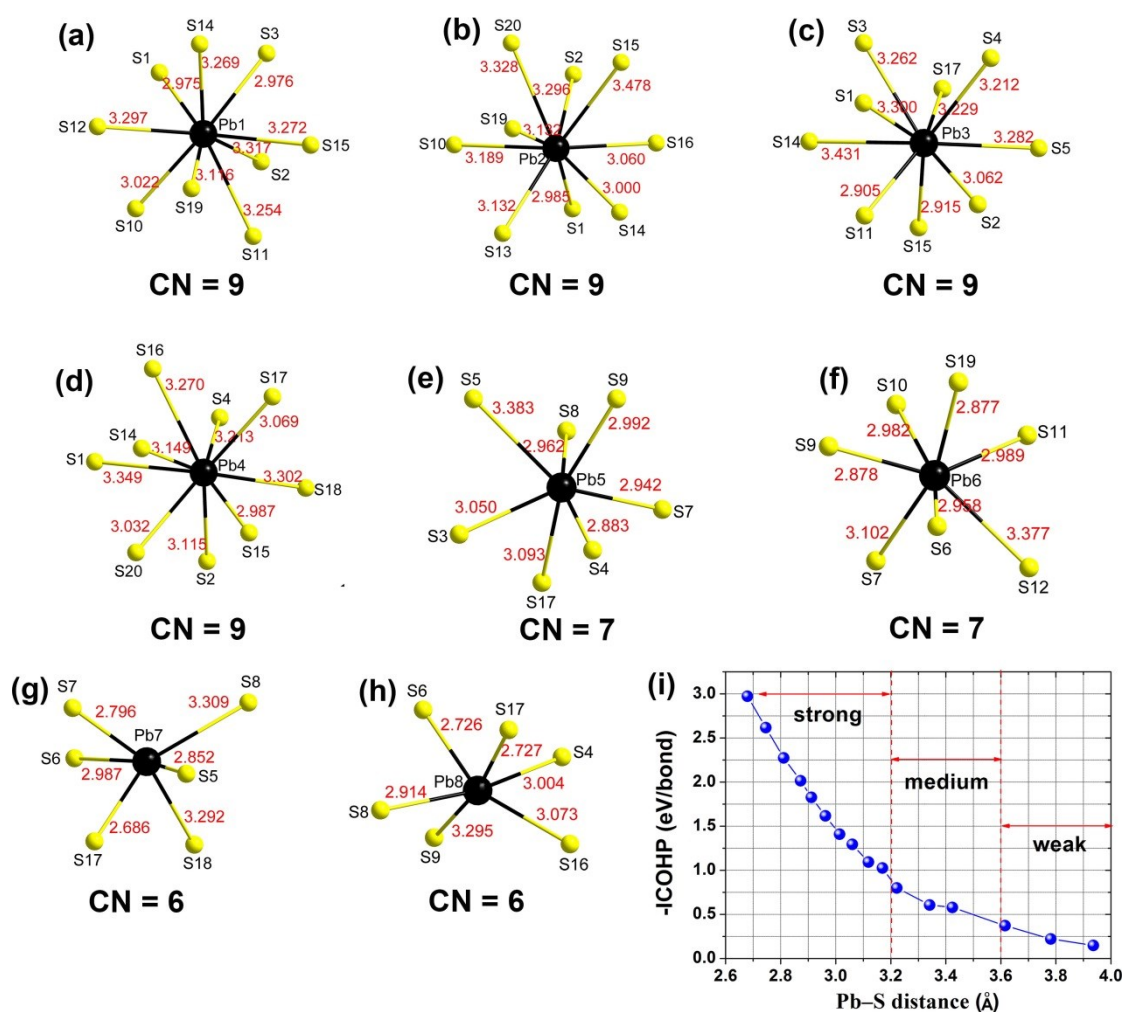 (a)
S14
S3
S1
3.269
2.975
2.976
S12
3.297
Pb1
3.272
S15
3.317
S2
3.022
3.116
S19
S10
3.254
S11
CN = 9
(b)
S20
S2
S15
3.328
3.296
3.478
S19
3.132
S10
S16
3.189
Pb2
3.060
3.132
2.985
3.000
S13
S1
S14
CN = 9
(c)
S3
S4
3.262
S17
3.212
S1
3.300
3.229
S14
Pb3
3.282
S5
3.431
2.905
3.062
2.915
S2
S11
S15
CN = 9
(d)
S16
S17
3.270
S4
3.069
3.213
S14
3.149
S1
Pb4
3.302
3.349
S18
3.032
2.987
3.115
S15
S20
S2
CN = 9
(e)
S5
S9
3.383
S8
2.992
2.962
Pb5
2.942
3.050
S7
S3
2.883
3.093
S4
S17
CN = 7
(f)
S19
S10
2.877
S11
2.982
S9
2.989
2.878
Pb6
2.958
3.102
3.377
S6
S7
S12
CN = 7
(g)
S7
S8
2.796
3.309
Pb7
S6
2.852
2.987
S5
2.686
3.292
S17
S18
CN = 6
(h)
S6
S17
2.726
2.727
S4
Pb8
3.004
2.914
S8
3.073
3.295
S9
S16
CN = 6
(i)
3.0
2.5
2.0
1.5
1.0
0.5
0.0
-ICOHP (eV/bond)
strong
medium
weak
2.6 2.8 3.0 3.2 3.4 3.6 3.8 4.0
Pb–S distance (Å)